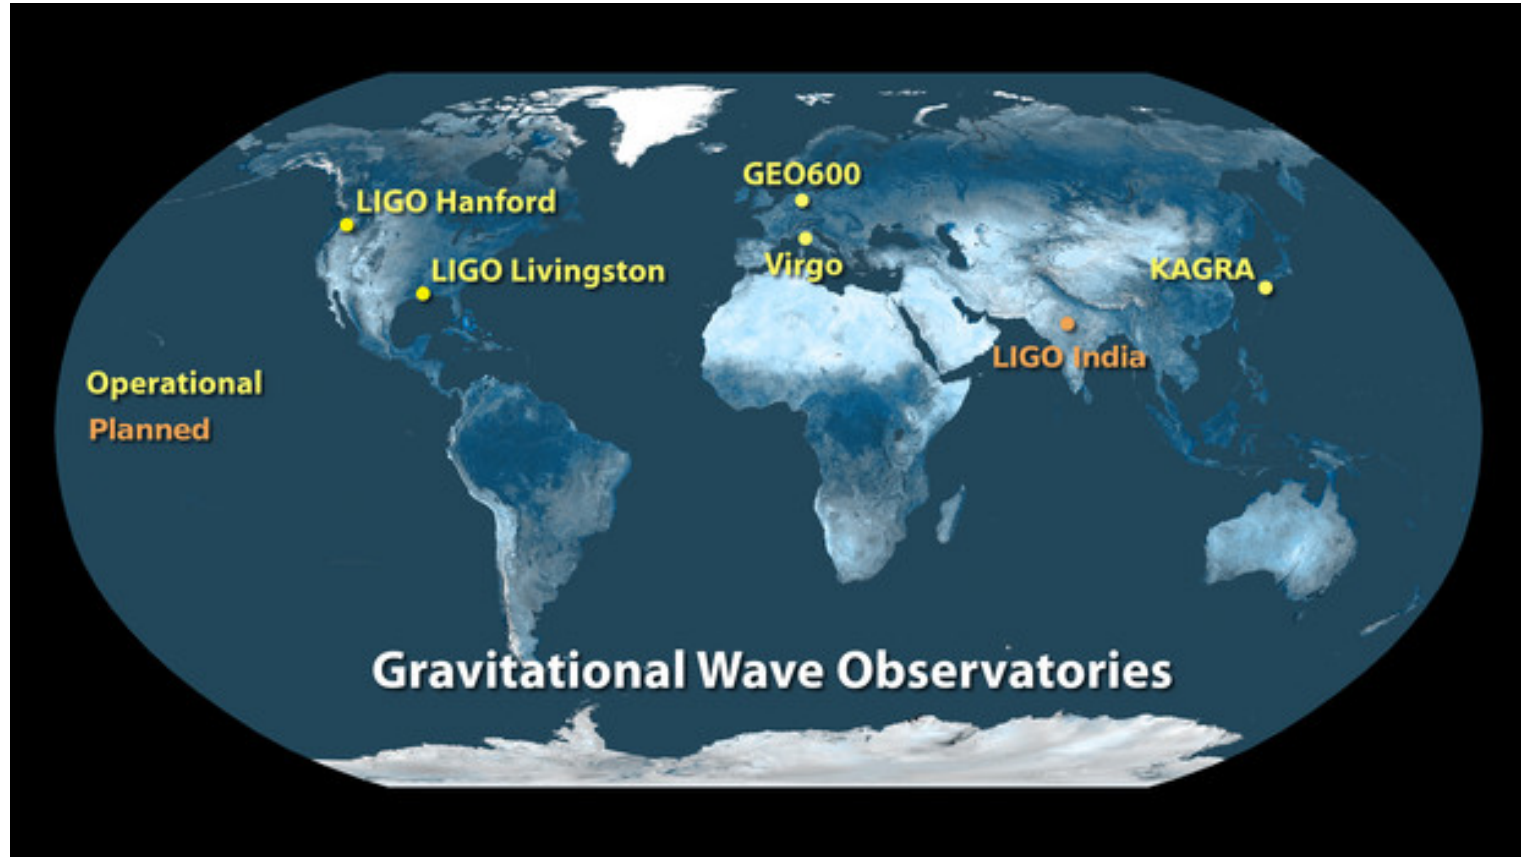 GEO600
LIGO Hanford
Virgo
LIGO Livingston
KAGRA
LIGO India
Operational
Planned
Gravitational Wave Observatories